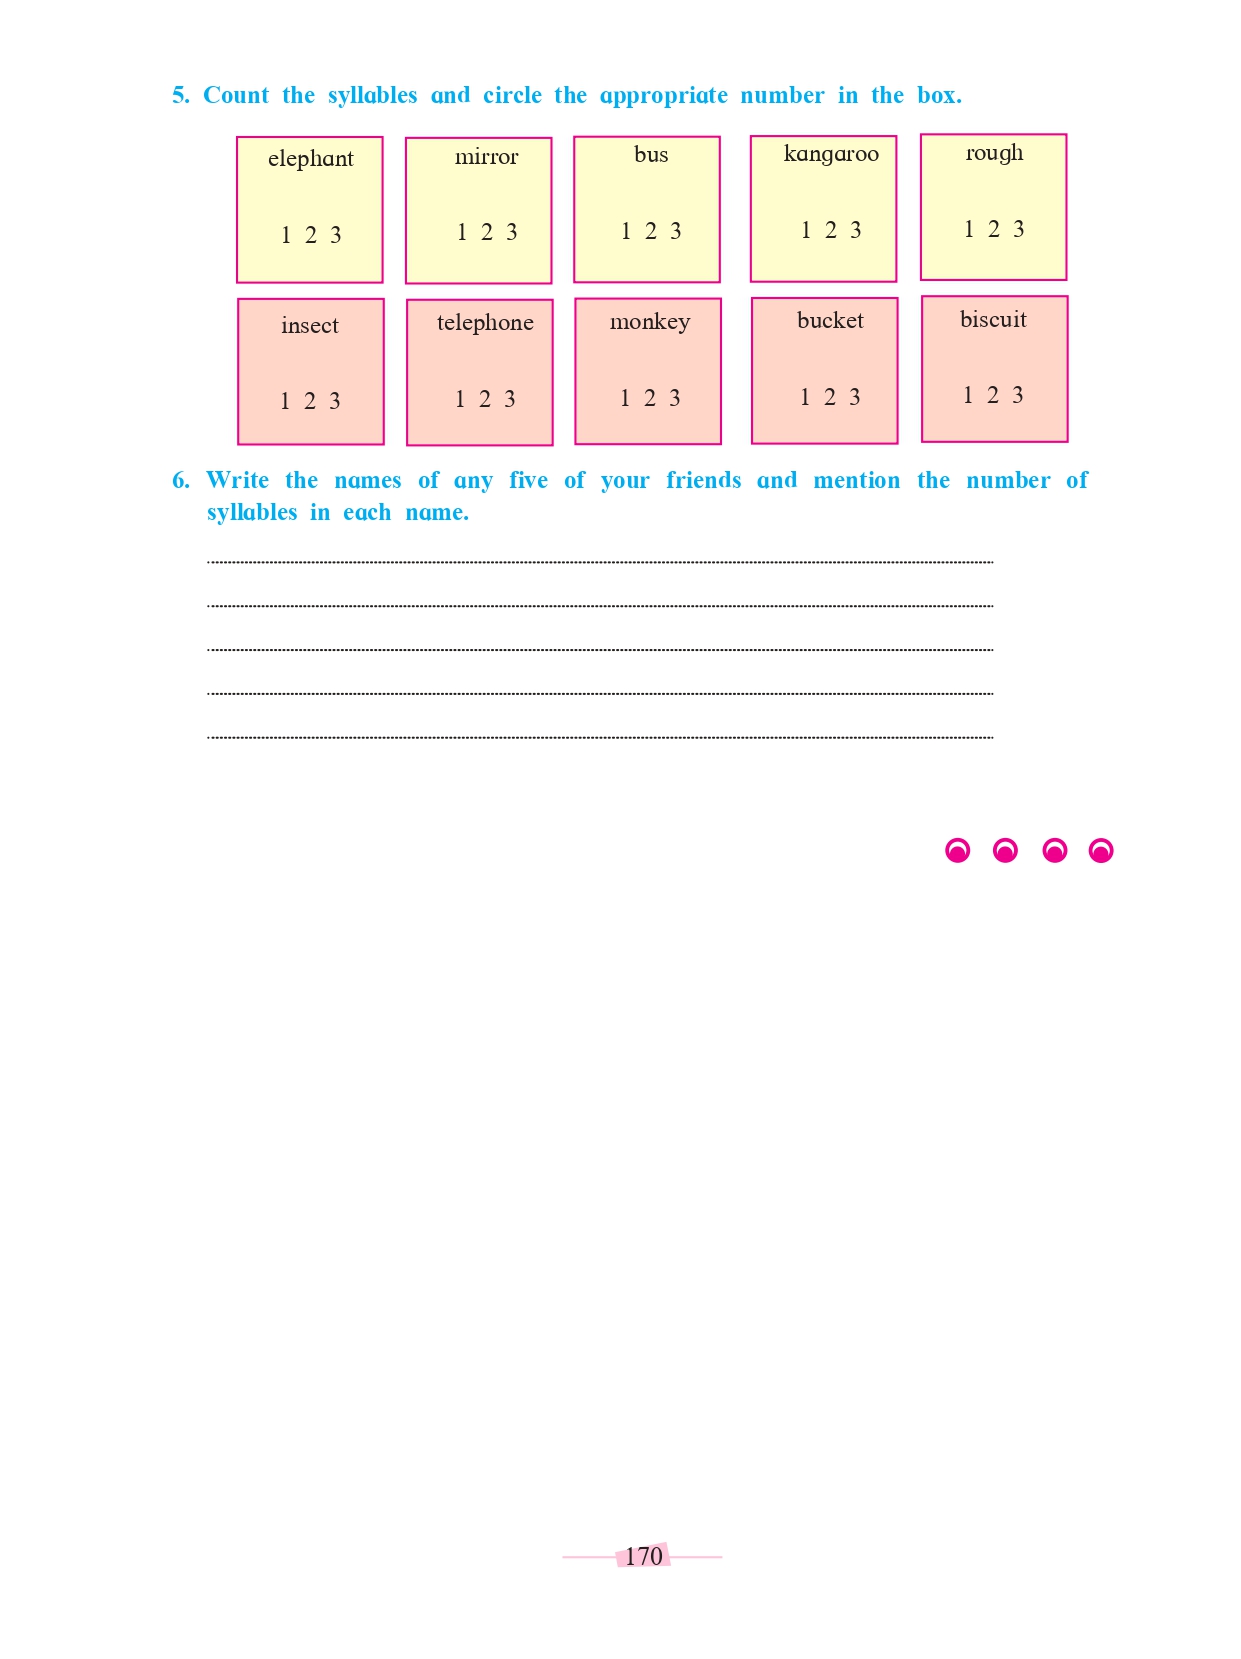 5. Count the syllables and circle the appropriate number in the box.
elephant mirror bus kangaroo rough
1 2 3 1 2 3 1 2 3 1 2 3 1 2 3
insect telephone monkey bucket biscuit
1 2 3 1 2 3 1 2 3 1 2 3 1 2 3
6. Write the names of any five of your friends and mention the number of
syllables in each name.
170